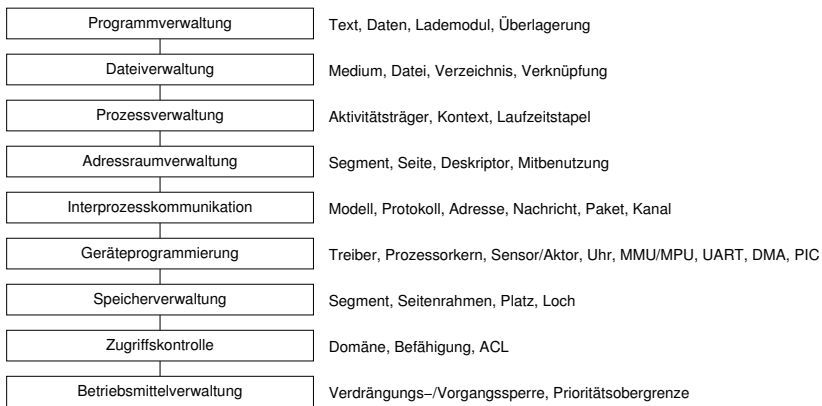 Programmverwaltung Text, Daten, Lademodul, Überlagerung
Dateiverwaltung Medium, Datei, Verzeichnis, Verknüpfung
Prozessverwaltung Aktivitätsträger, Kontext, Laufzeitstapel
Adressraumverwaltung Segment, Seite, Deskriptor, Mitbenutzung
Interprozesskommunikation Modell, Protokoll, Adresse, Nachricht, Paket, Kanal
Geräteprogrammierung Treiber, Prozessorkern, Sensor/Aktor, Uhr, MMU/MPU, UART, DMA, PIC
Speicherverwaltung Segment, Seitenrahmen, Platz, Loch
Zugriffskontrolle Domäne, Befähigung, ACL
Betriebsmittelverwaltung Verdrängungs−/Vorgangssperre, Prioritätsobergrenze